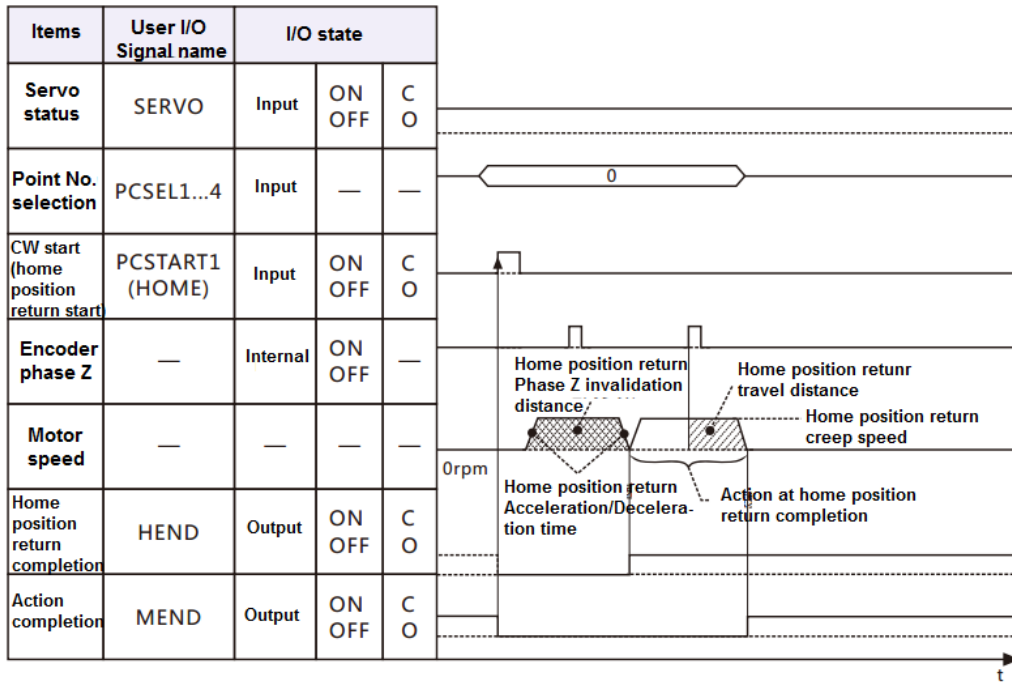 Items
User I/O
Signal name
I/O state
Servo
status
SERVO
Input
ON
OFF
C
O
Point No.
selection
PCSEL1...4
Input
—
—
0
CW start
(home
position
return start)
PCSTART1
(HOME)
Input
ON
OFF
C
O
Encoder
phase Z
—
Internal
ON
OFF
—
Home position return
Phase Z invalidation
distance
Home position retunr
travel distance
Home position return
creep speed
Motor
speed
—
—
—
—
0rpm
Home position return
Acceleration/Decelera-
tion time
Action at home position
return completion
Home
position
return
completion
HEND
Output
ON
OFF
C
O
Action
completion
MEND
Output
ON
OFF
C
O
t